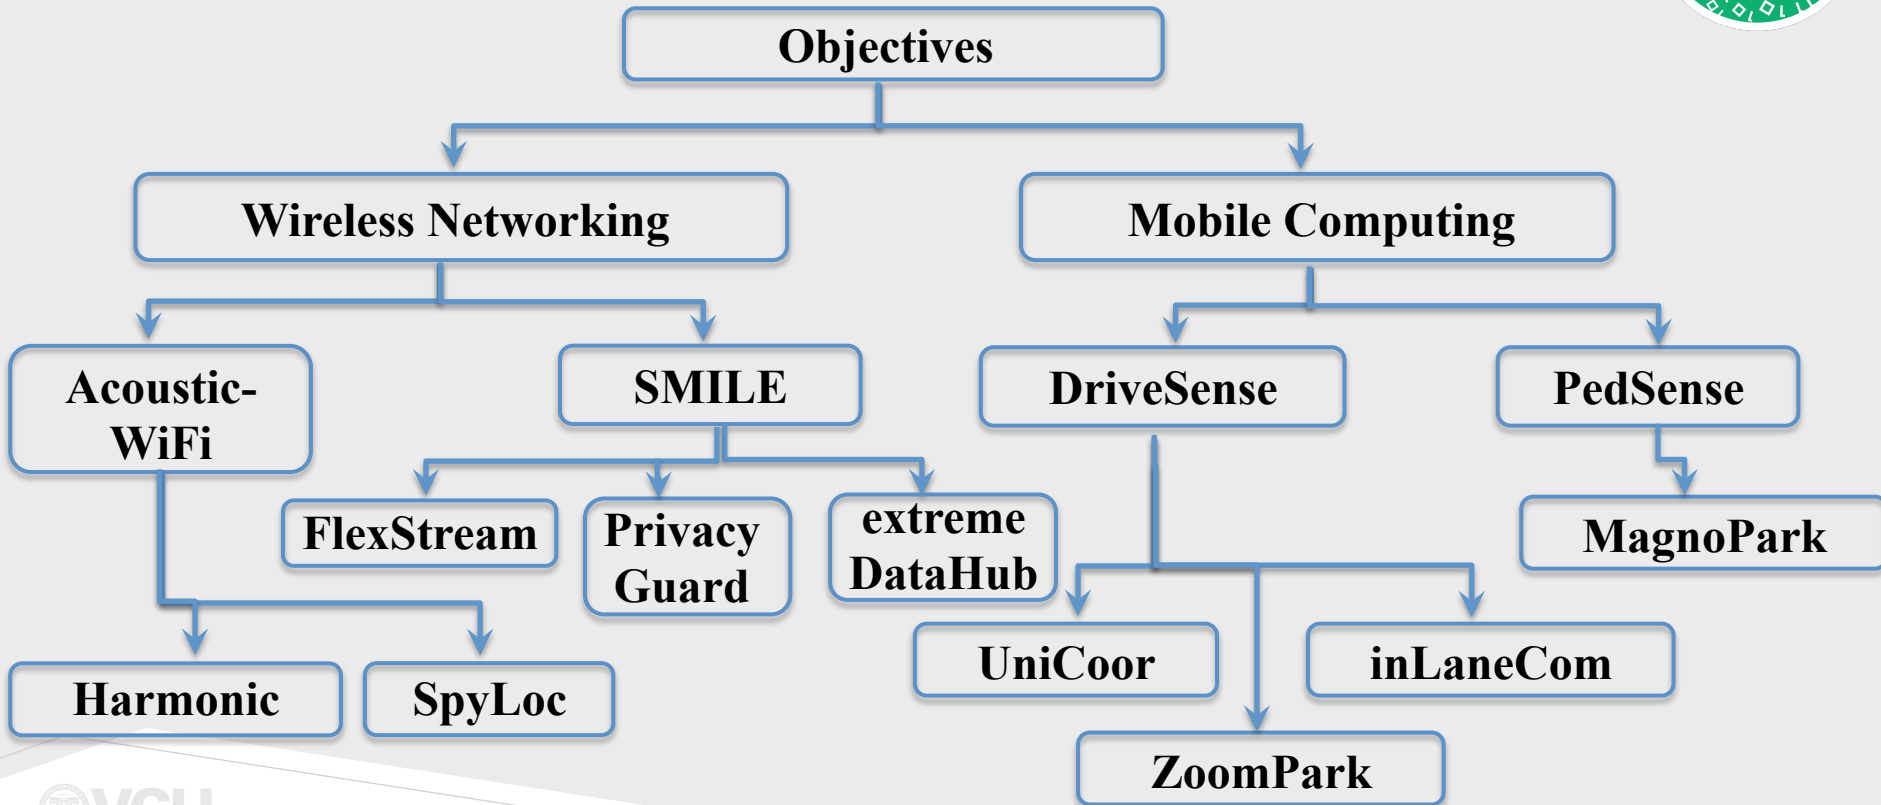 Objectives
Wireless Networking
Mobile Computing
Acoustic-
WiFi
SMILE
DriveSense
PedSense
FlexStream
Privacy
Guard
extreme
DataHub
MagnoPark
UniCoor
inLaneCom
Harmonic
SpyLoc
ZoomPark
VCU